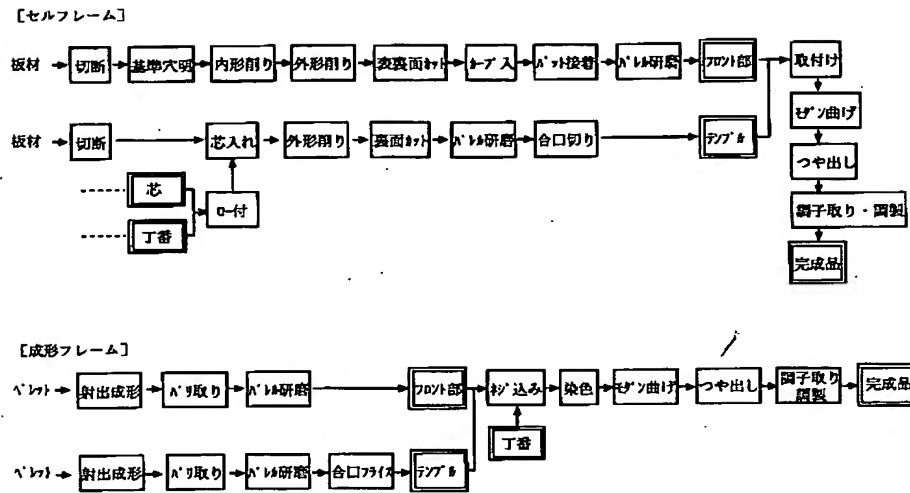 ［セルフレーム］
板材 切断 基準穴明 内形削り 外形削り 表裏面カット カーブ入 パット接着 バレル研磨 フロント部 取付け
モダン曲げ
板材 切断 芯入れ 外形削り 裏面カット バレル研磨 合口切り テンプル
つや出し
芯
ロー付
調子取り・調製
丁番
完成品
［成形フレーム］
ペレット 射出成形 バリ取り バレル研磨 フロント部 ネジ込み 染色 モダン曲げ つや出し 調子取り 調製 完成品
丁番
ペレット 射出成形 バリ取り バレル研磨 合口フライス テンプル